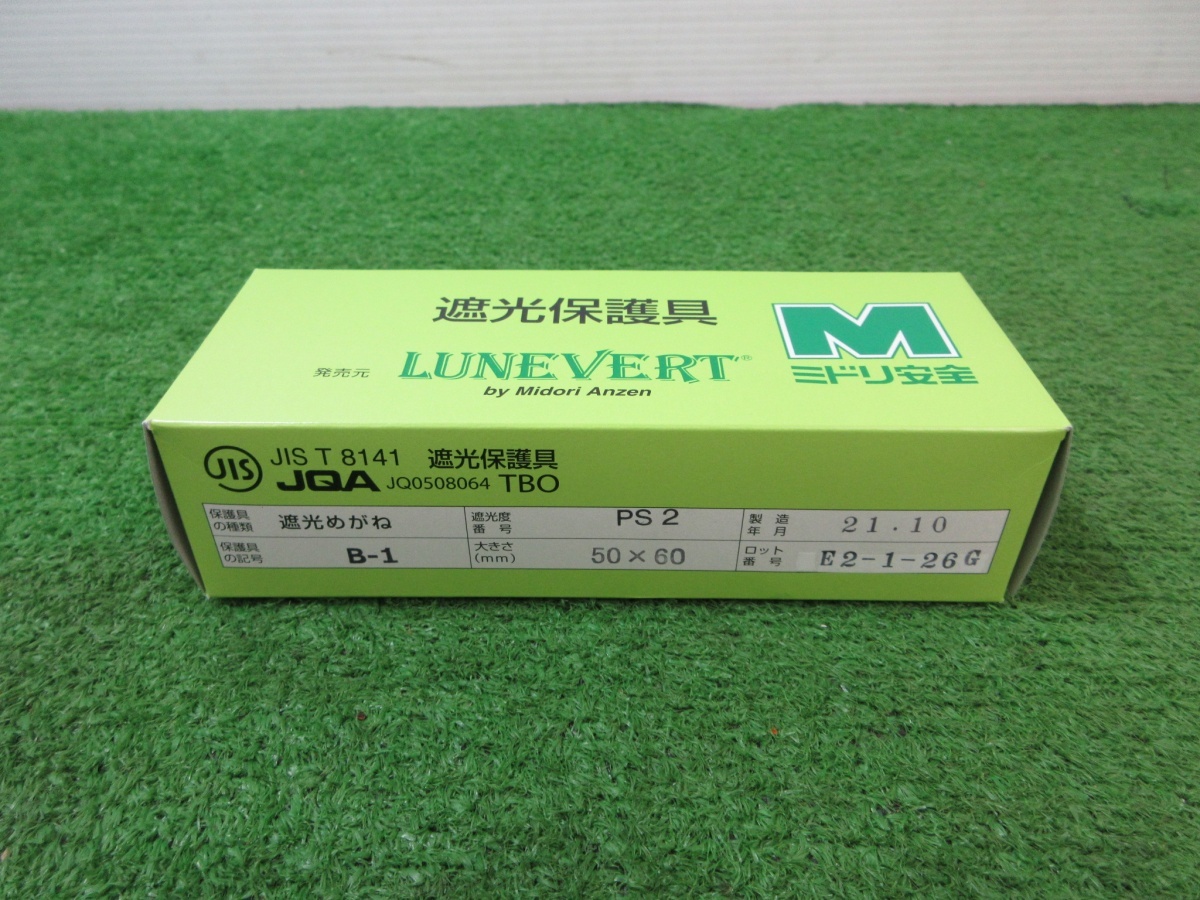 遮光保護具
発売元 LUNEVERT®
by Midori Anzen
M
ミドリ安全
JIS
JIS T 8141 遮光保護具
JQA JQ0508064 TBO
保護具の種類 遮光めがね 遮光度番号 PS 2 製造年月 21.10
保護具の記号 B-1 大きさ(mm) 50×60 ロット番号 E2-1-26G